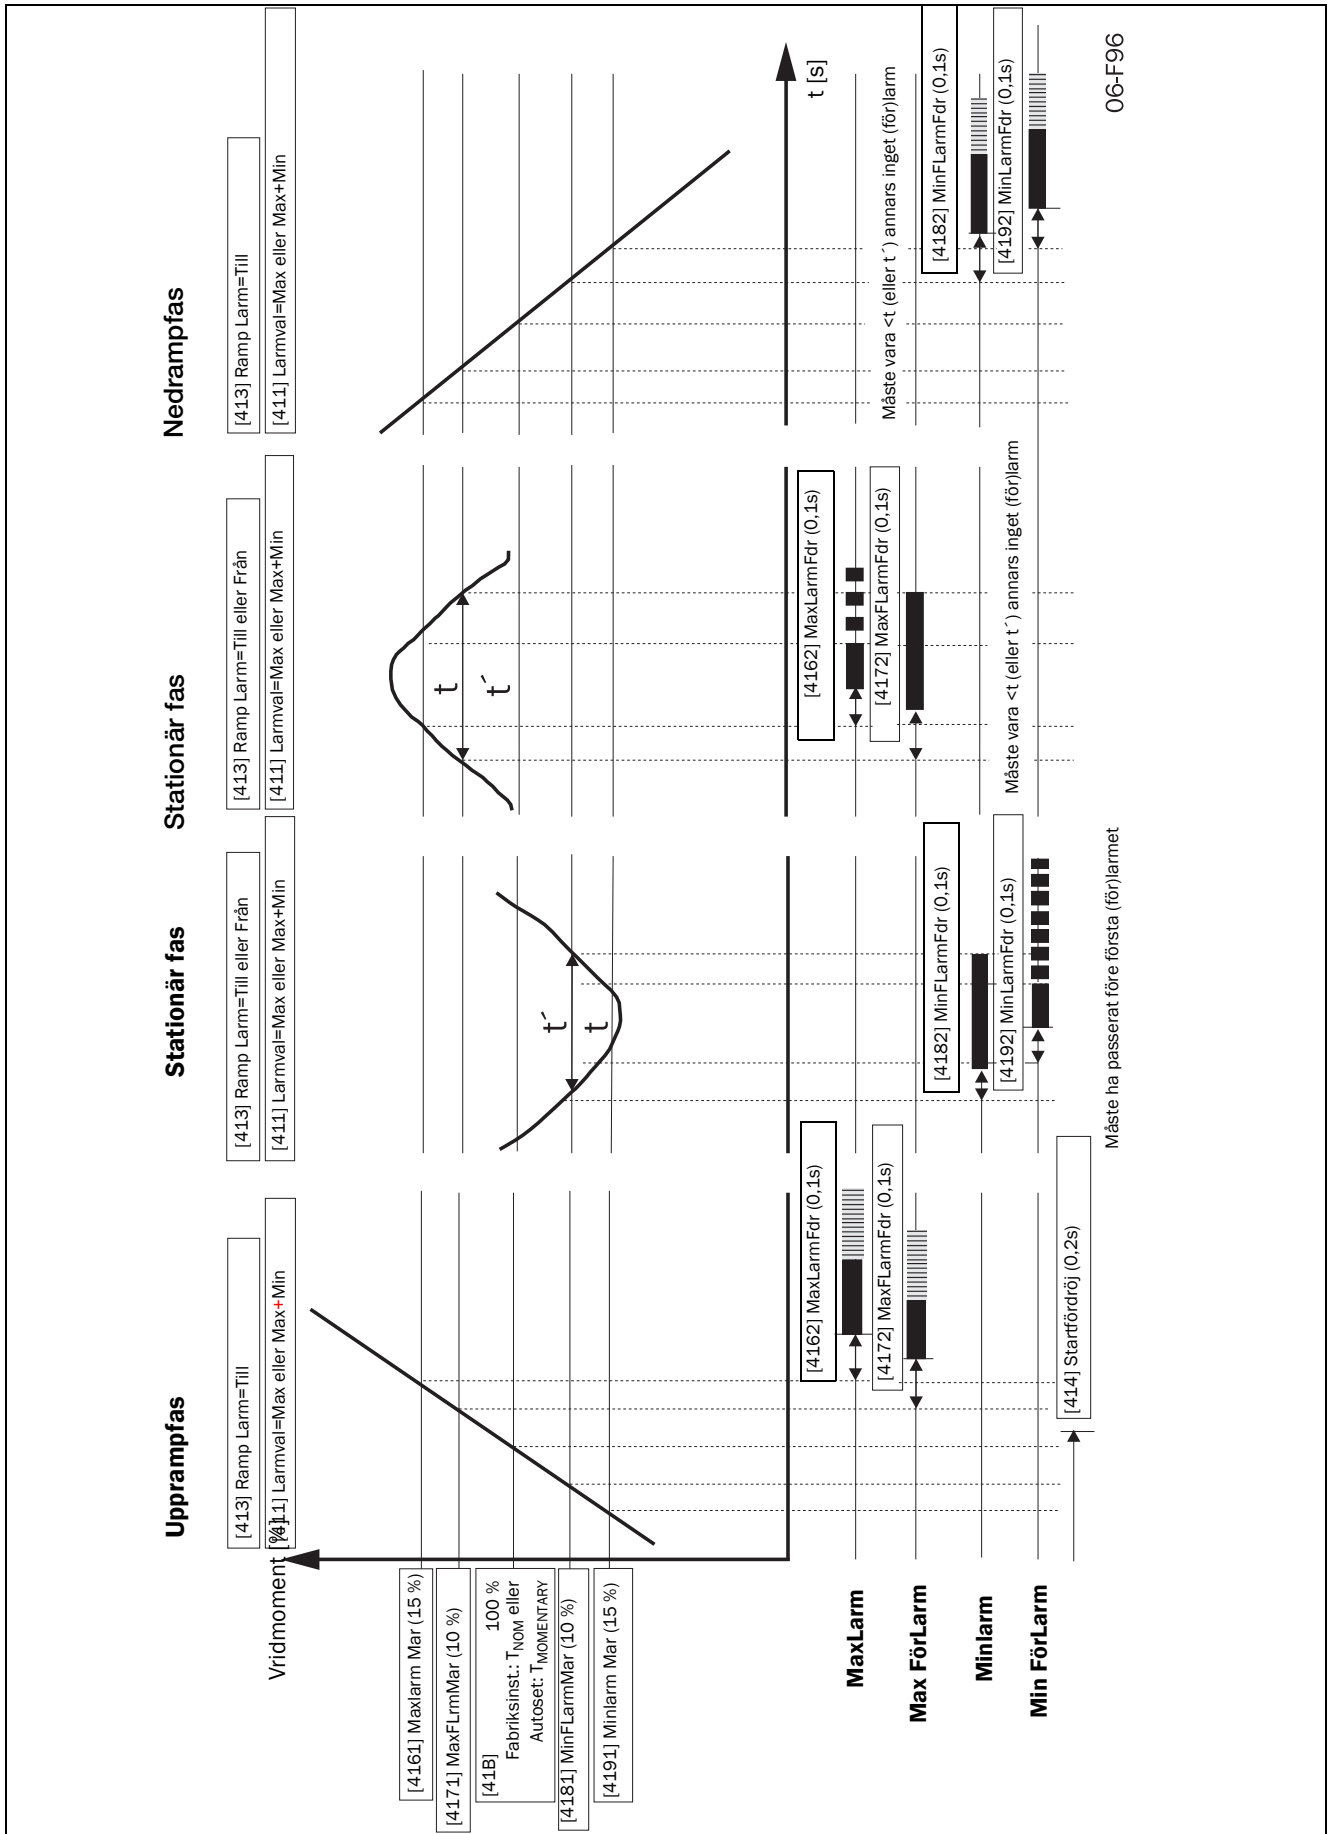 Upprampfas
Stationär fas
Stationär fas
Nedrampfas
[413] Ramp Larm=Till
[413] Ramp Larm=Till eller Från
[413] Ramp Larm=Till eller Från
[413] Ramp Larm=Till
[411] Larmval=Max eller Max+Min
[411] Larmval=Max eller Max+Min
[411] Larmval=Max eller Max+Min
[411] Larmval=Max eller Max+Min
Vridmoment [%]
[4161] Maxlarm Mar (15 %)
[4171] MaxFLrmMar (10 %)
[41B] 100 %
Fabriksinst.: TNOM eller
Autoset: TMOMENTARY
[4181] MinFLarmMar (10 %)
[4191] Minlarm Mar (15 %)
t´
t
t
t´
t [s]
[4162] MaxLarmFdr (0,1s)
[4162] MaxLarmFdr (0,1s)
MaxLarm
[4172] MaxFLarmFdr (0,1s)
[4172] MaxFLarmFdr (0,1s)
Måste vara <t (eller t´) annars inget (för)larm
Max FörLarm
[4182] MinFLarmFdr (0,1s)
[4182] MinFLarmFdr (0,1s)
Minlarm
[4192] MinLarmFdr (0,1s)
Måste vara <t (eller t´) annars inget (för)larm
[4192] MinLarmFdr (0,1s)
Min FörLarm
[414] Startfördröj (0,2s)
Måste ha passerat före första (för)larmet
06-F96